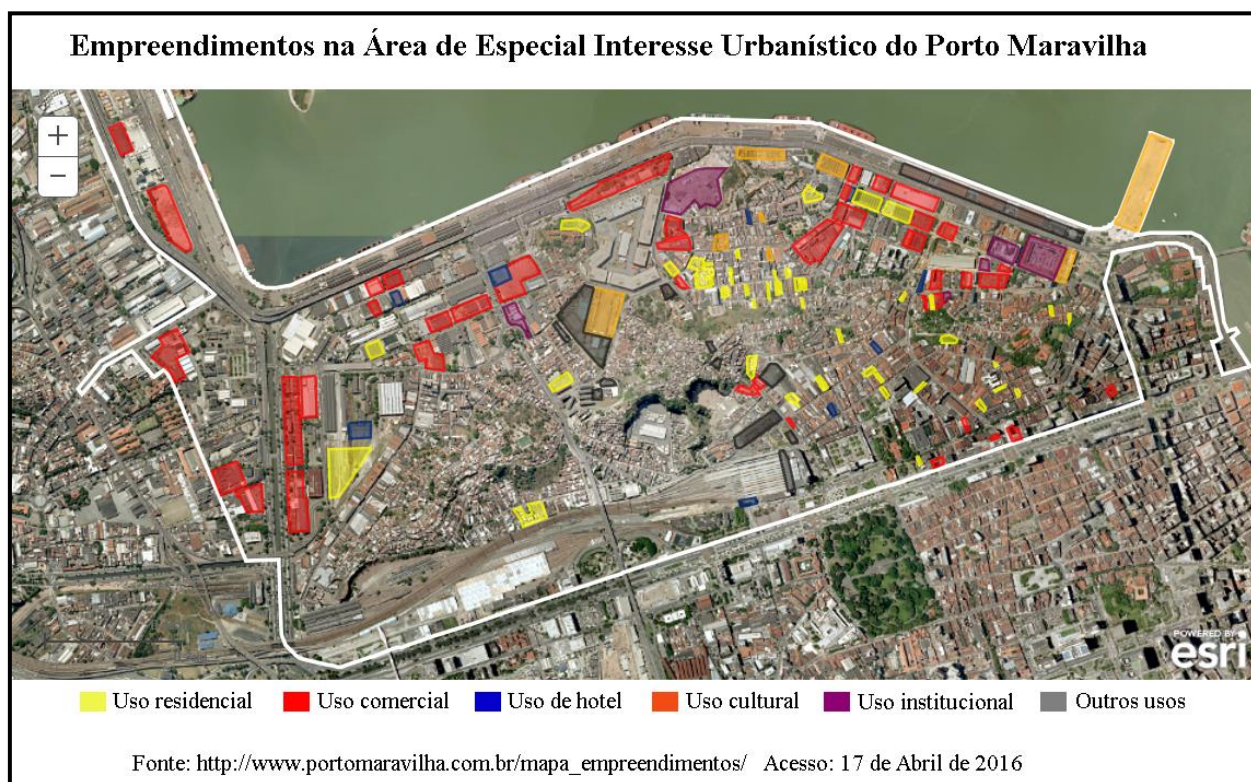 Empreendimentos na Área de Especial Interesse Urbanístico do Porto Maravilha
+
−
POWERED BY
esri
Uso residencial Uso comercial Uso de hotel Uso cultural Uso institucional Outros usos
Fonte: http://www.portomaravilha.com.br/mapa_empreendimentos/ Acesso: 17 de Abril de 2016